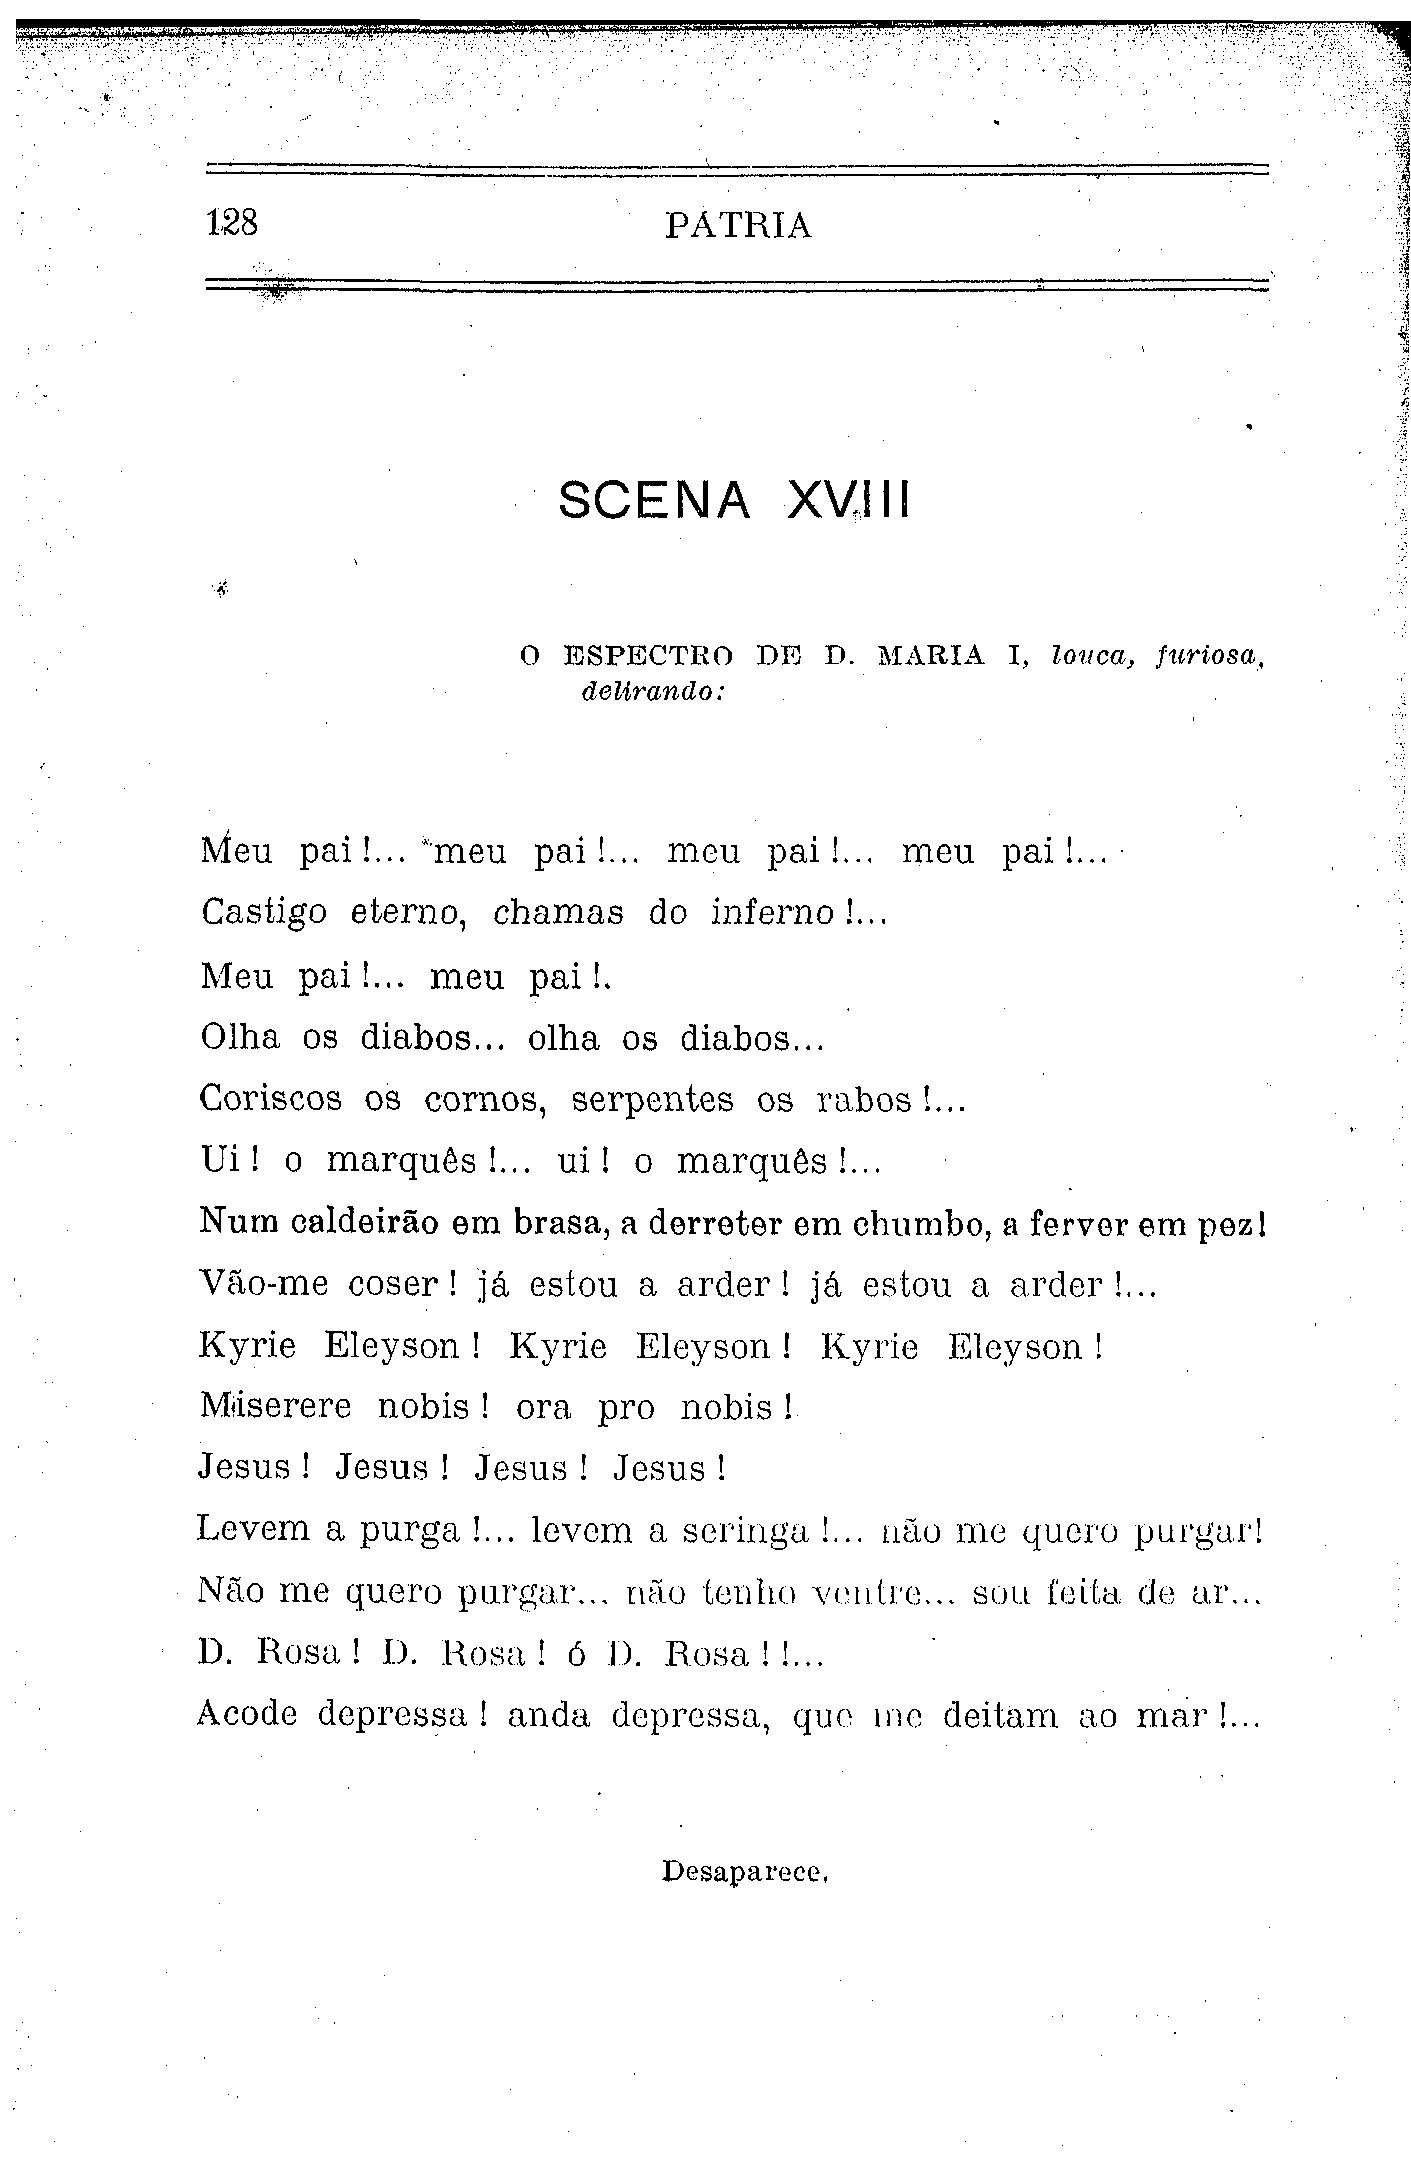 128 PÁTRIA
SCENA XVIII
O ESPECTRO DE D. MARIA I, louca, furiosa,
delirando:
Meu pai!... meu pai!... meu pai!... meu pai!...
Castigo eterno, chamas do inferno!...
Meu pai!... meu pai!.
Olha os diabos... olha os diabos...
Coriscos os cornos, serpentes os rabos!...
Ui! o marquês!... ui! o marquês!...
Num caldeirão em brasa, a derreter em chumbo, a ferver em pez!
Vão-me coser! já estou a arder! já estou a arder!...
Kyrie Eleyson! Kyrie Eleyson! Kyrie Eleyson!
Miserere nobis! ora pro nobis!
Jesus! Jesus! Jesus! Jesus!
Levem a purga!... levem a seringa!... não me quero purgar!
Não me quero purgar... não tenho ventre... sou feita de ar...
D. Rosa! D. Rosa! ó D. Rosa!!...
Acode depressa! anda depressa, que me deitam ao mar!...
Desaparece.